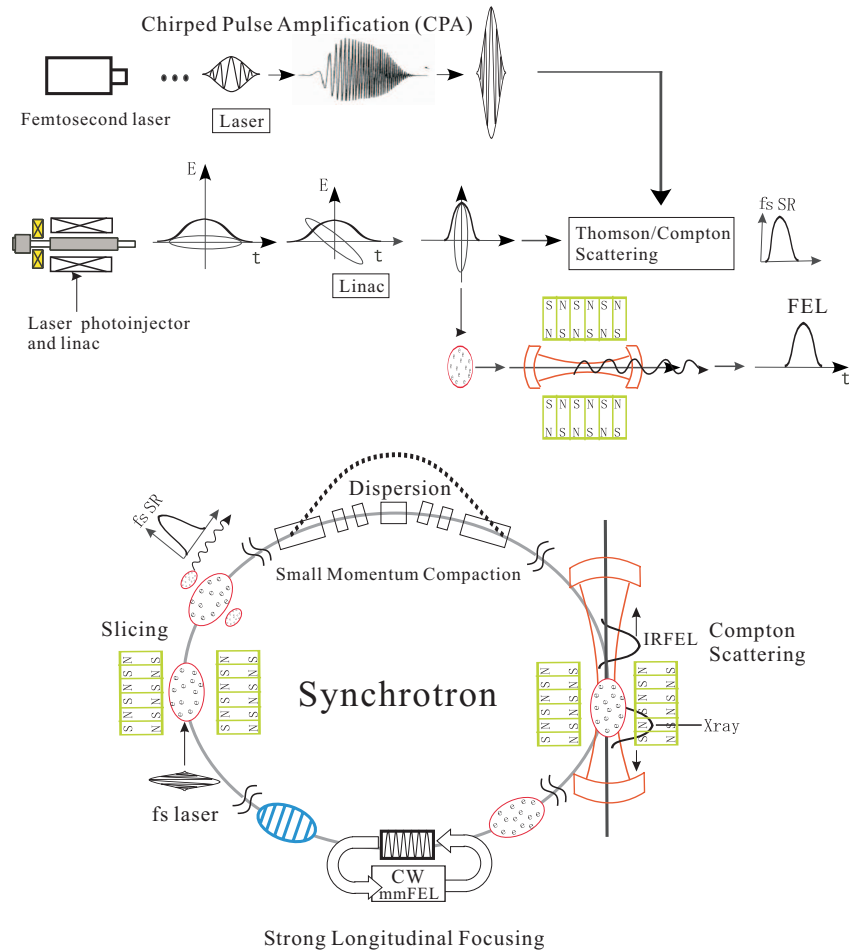 Chirped Pulse Amplification (CPA)
Femtosecond laser
Laser
E
t
E
t
Linac
Thomson/Compton
Scattering
fs SR
Laser photoinjector
and linac
S N S N S N
N S N S N S
S N S N S N
N S N S N S
FEL
t
Dispersion
Small Momentum Compaction
fs SR
Slicing
Synchrotron
IRFEL
Compton
Scattering
Xray
fs laser
CW
mmFEL
Strong Longitudinal Focusing